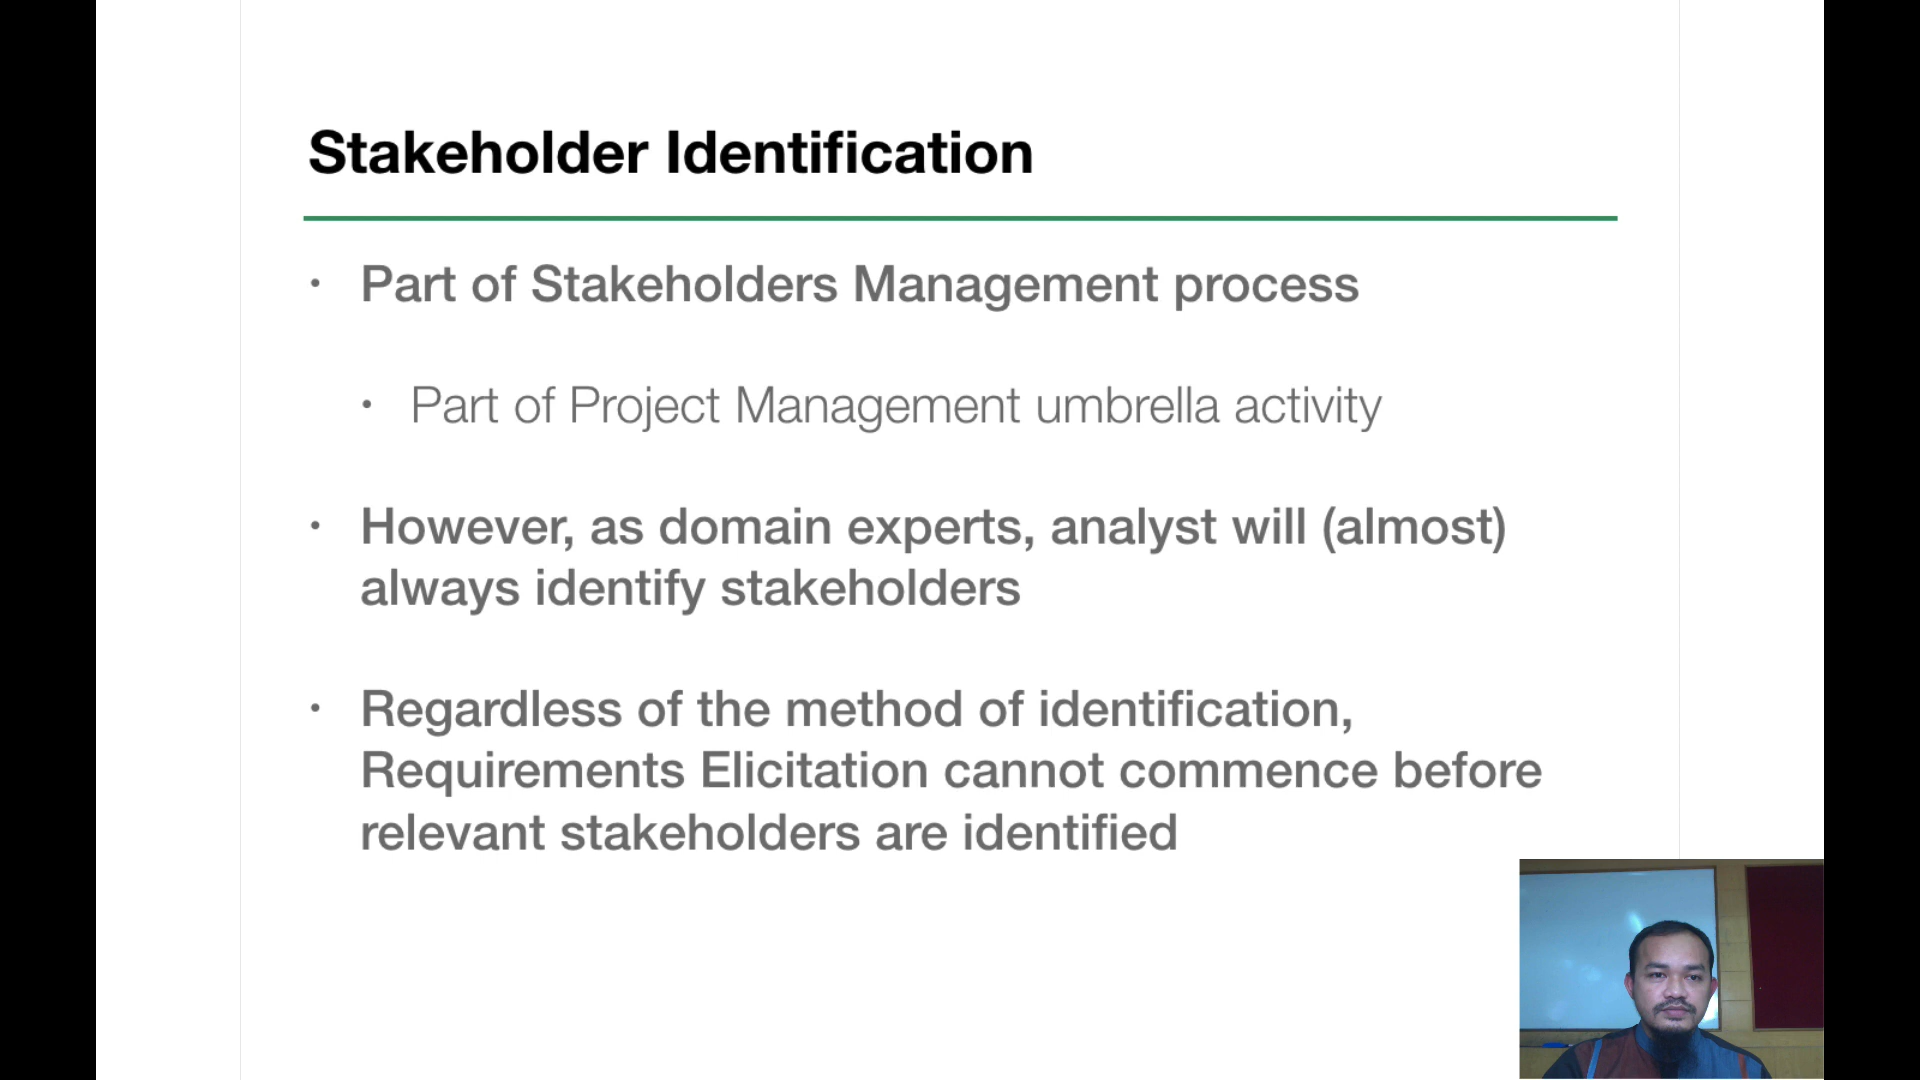 Stakeholder Identification
• Part of Stakeholders Management process
• Part of Project Management umbrella activity
• However, as domain experts, analyst will (almost)
always identify stakeholders
• Regardless of the method of identification,
Requirements Elicitation cannot commence before
relevant stakeholders are identified